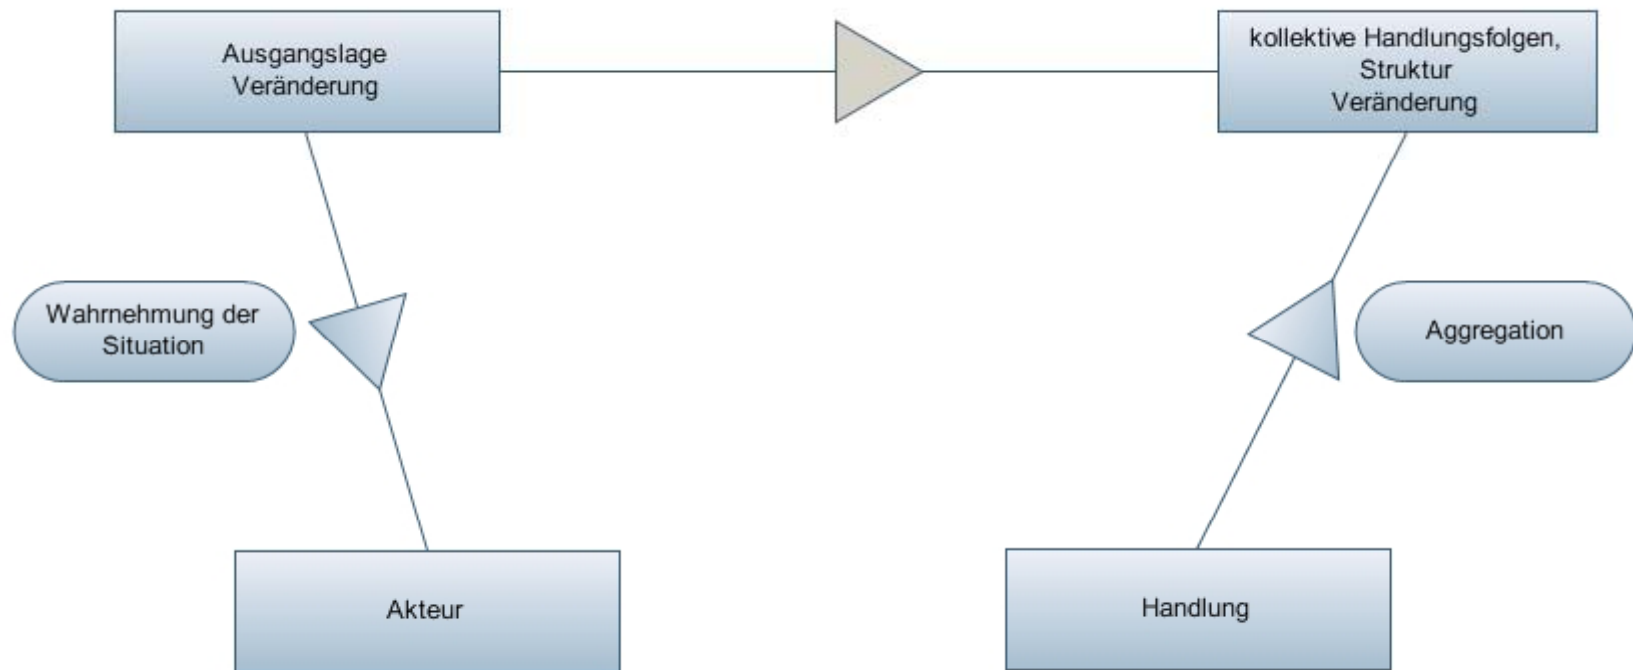 Ausgangslage
Veränderung
kollektive Handlungsfolgen,
Struktur
Veränderung
Wahrnehmung der
Situation
Aggregation
Akteur
Handlung